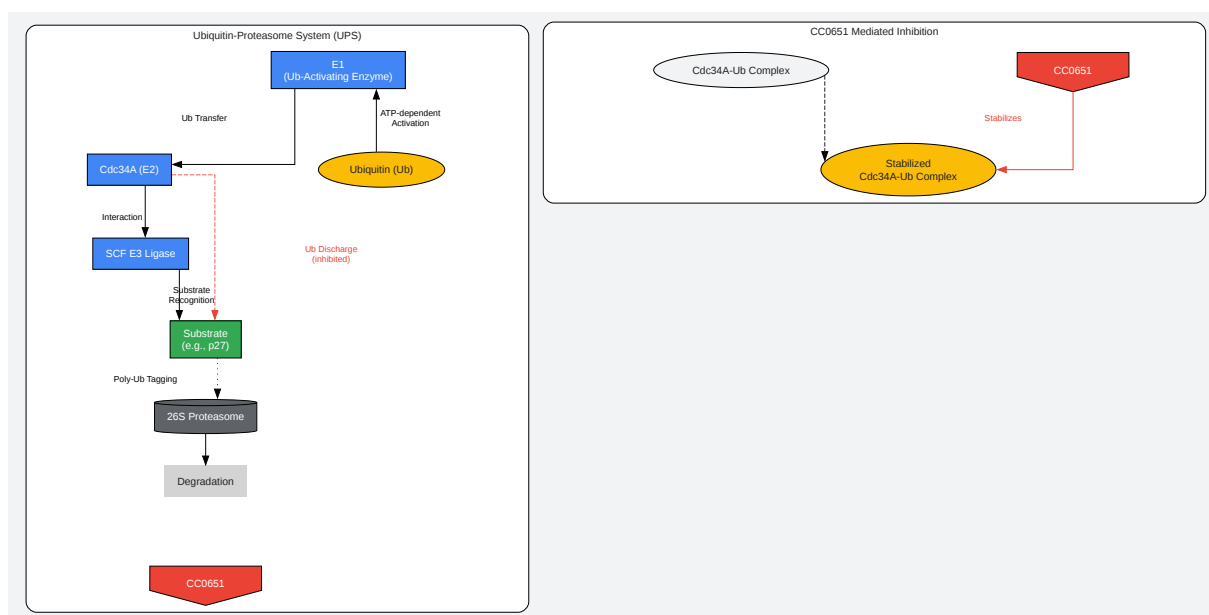 Ubiquitin-Proteasome System (UPS)
E1
(Ub-Activating Enzyme)
Ub Transfer
ATP-dependent
Activation
Cdc34A (E2)
Ubiquitin (Ub)
Interaction
SCF E3 Ligase
Ub Discharge
(inhibited)
Substrate
Recognition
Substrate
(e.g., p27)
Poly-Ub Tagging
26S Proteasome
Degradation
CC0651
CC0651 Mediated Inhibition
Cdc34A-Ub Complex
CC0651
Stabilizes
Stabilized
Cdc34A-Ub Complex